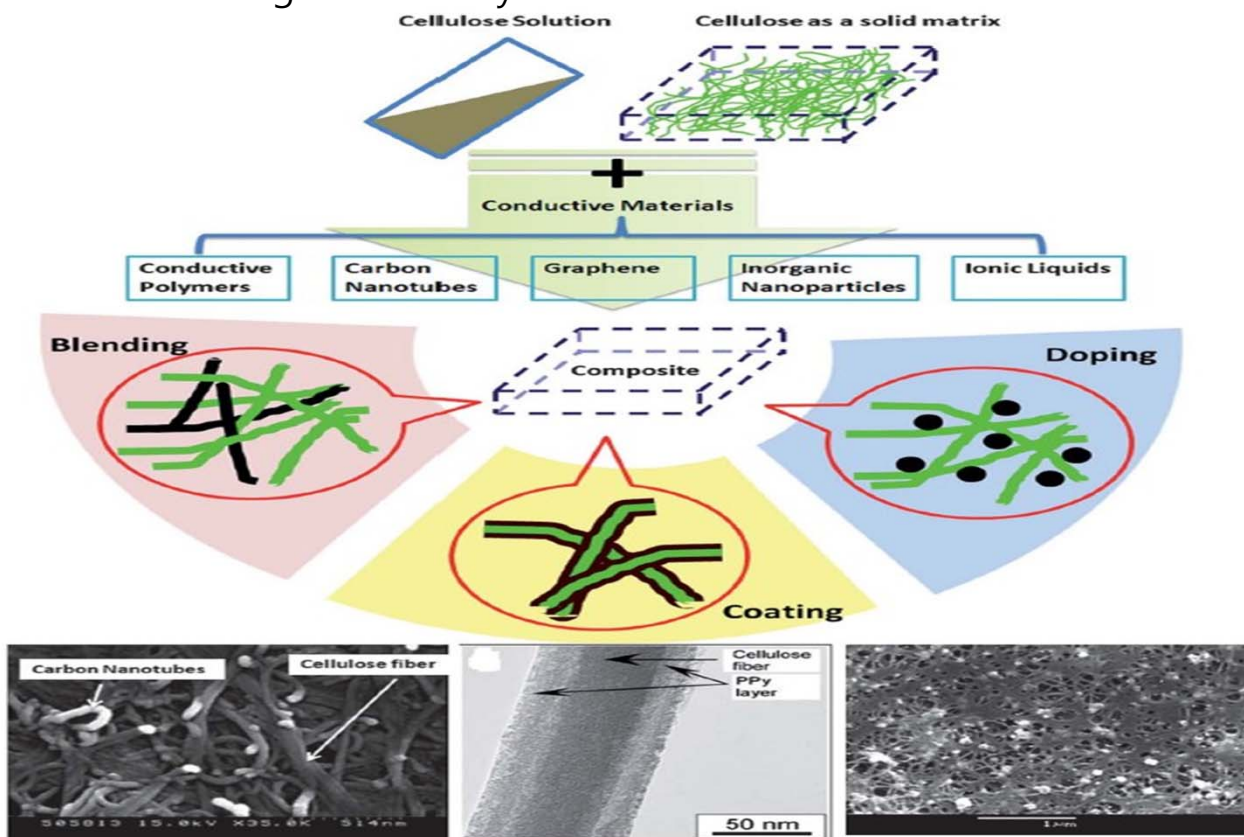 Cellulose Solution
Cellulose as a solid matrix
+
Conductive Materials
Conductive
Polymers
Carbon
Nanotubes
Graphene
Inorganic
Nanoparticles
Ionic Liquids
Blending
Composite
Doping
Coating
Carbon Nanotubes
Cellulose fiber
Cellulose
fiber
PPy
layer
50 nm